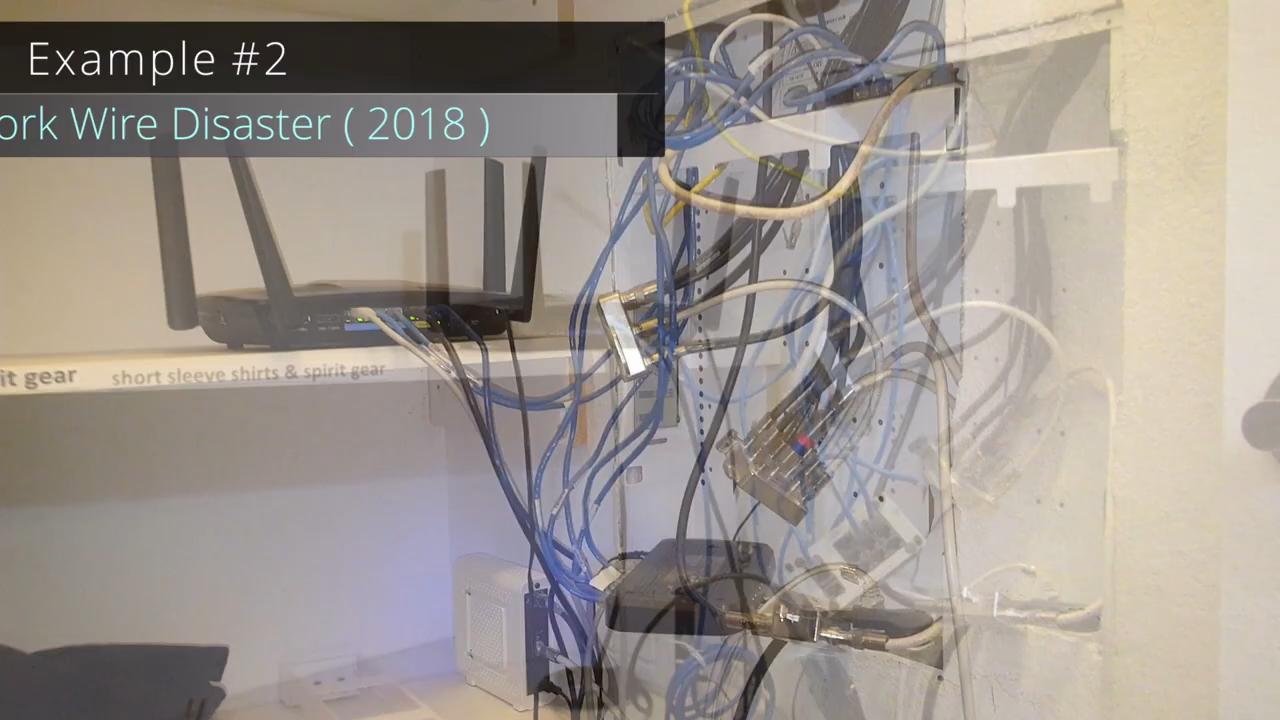 Example #2
ork Wire Disaster ( 2018 )
it gear short sleeve shirts & spirit gear